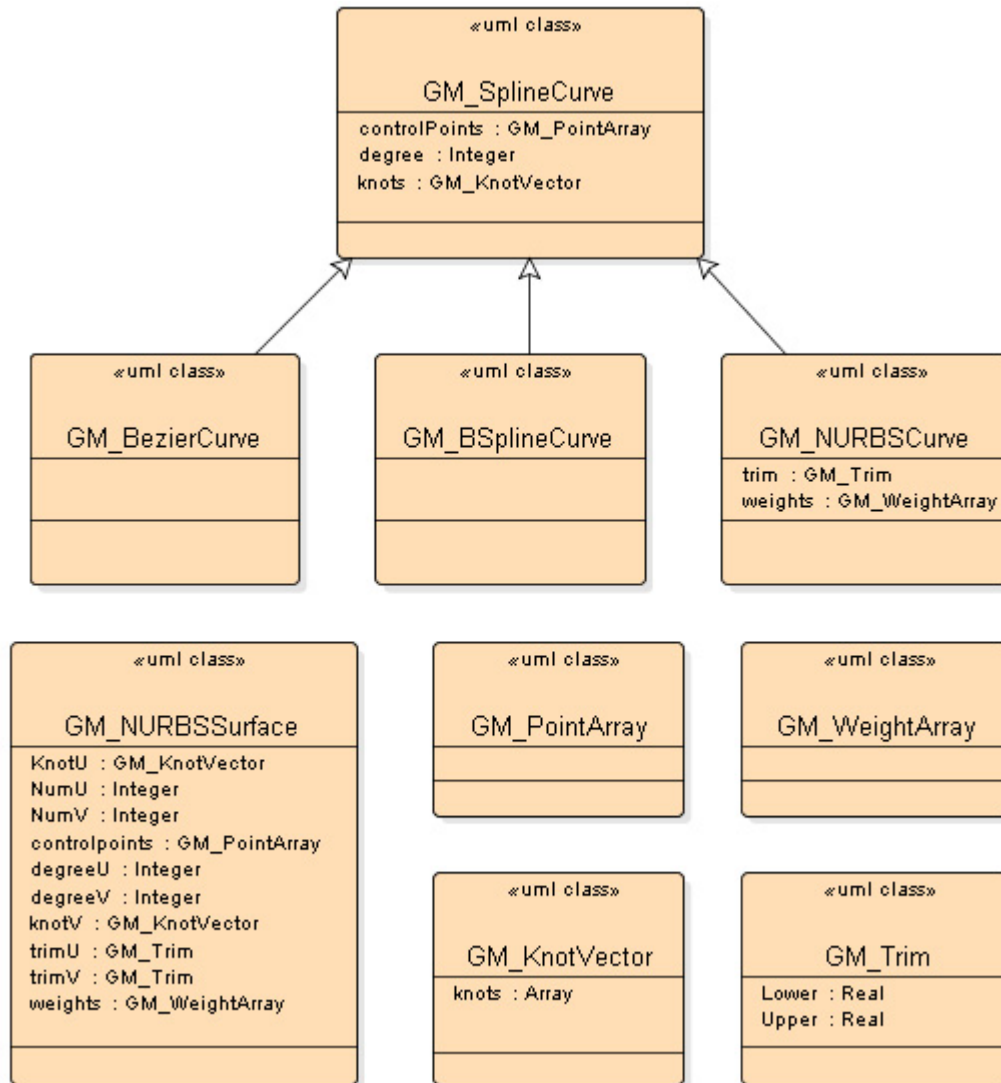 «uml class»
GM_SplineCurve
controlPoints : GM_PointArray
degree : Integer
knots : GM_KnotVector
«uml class»
GM_BezierCurve
«uml class»
GM_BSplineCurve
«uml class»
GM_NURBSCurve
trim : GM_Trim
weights : GM_WeightArray
«uml class»
GM_NURBSSurface
KnotU : GM_KnotVector
NumU : Integer
NumV : Integer
controlpoints : GM_PointArray
degreeU : Integer
degreeV : Integer
knotV : GM_KnotVector
trimU : GM_Trim
trimV : GM_Trim
weights : GM_WeightArray
«uml class»
GM_PointArray
«uml class»
GM_WeightArray
«uml class»
GM_KnotVector
knots : Array
«uml class»
GM_Trim
Lower : Real
Upper : Real